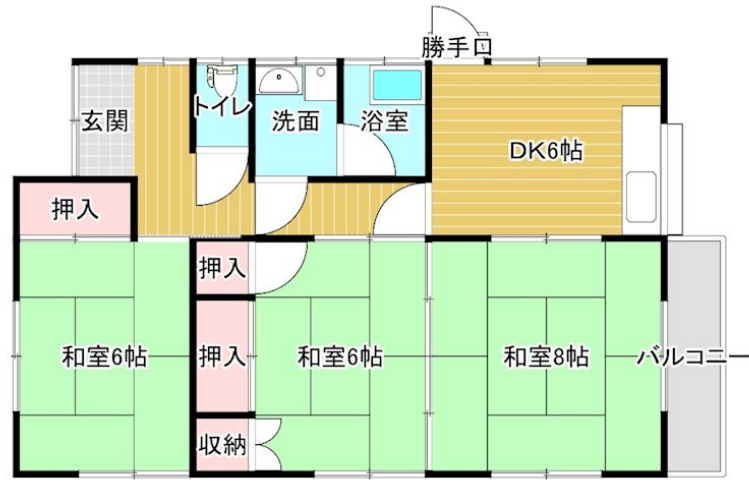 勝手口
玄関
トイレ
洗面
浴室
DK6帖
押入
押入
和室6帖
押入
和室6帖
和室8帖
バルコニー
収納